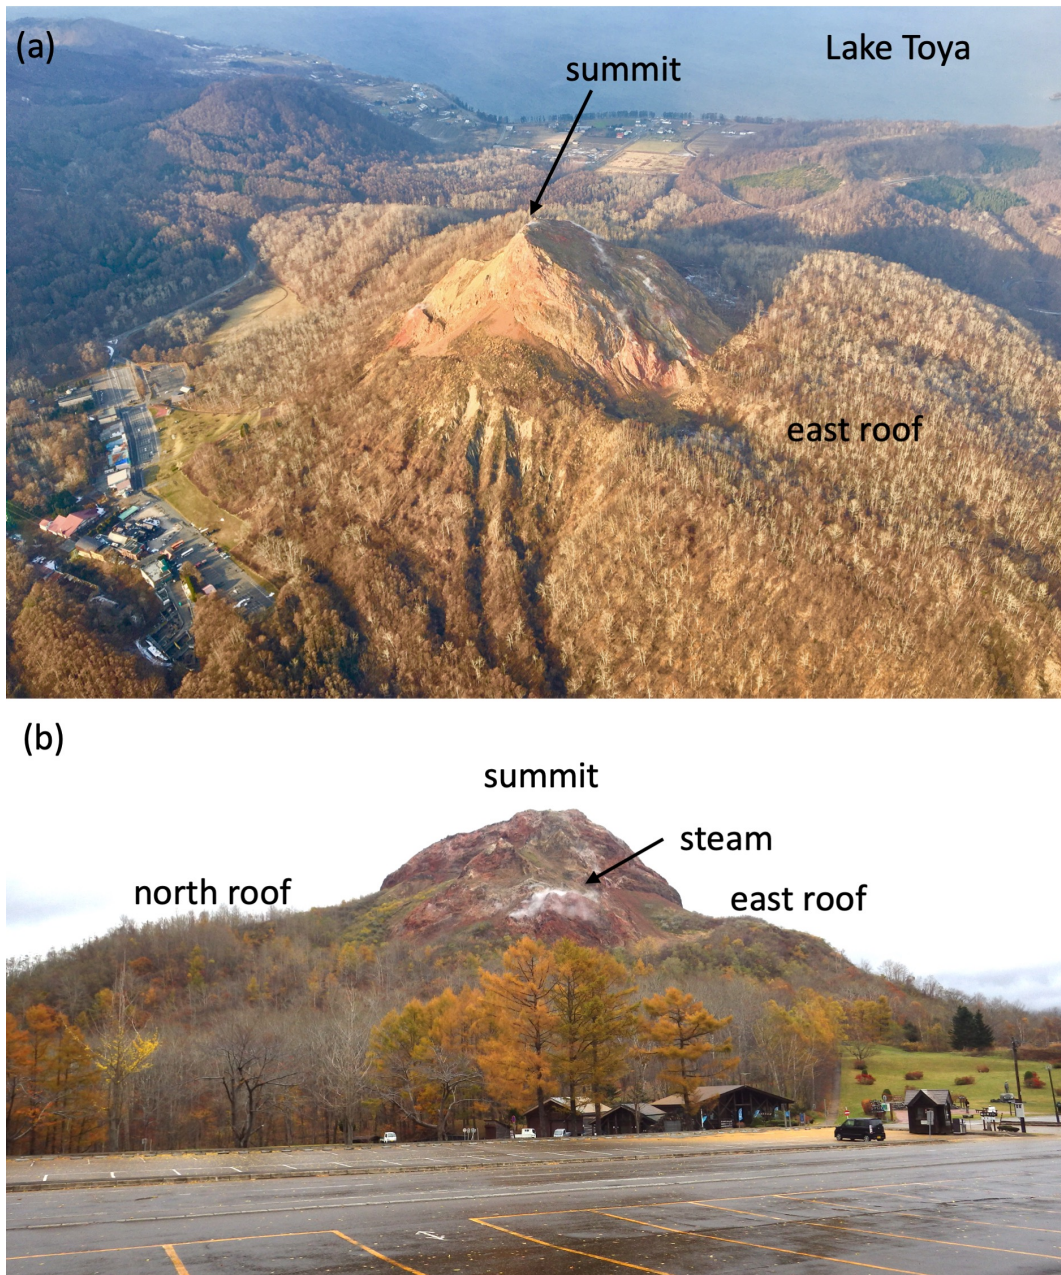 (a)
summit
Lake Toya
east roof
(b)
summit
steam
north roof
east roof